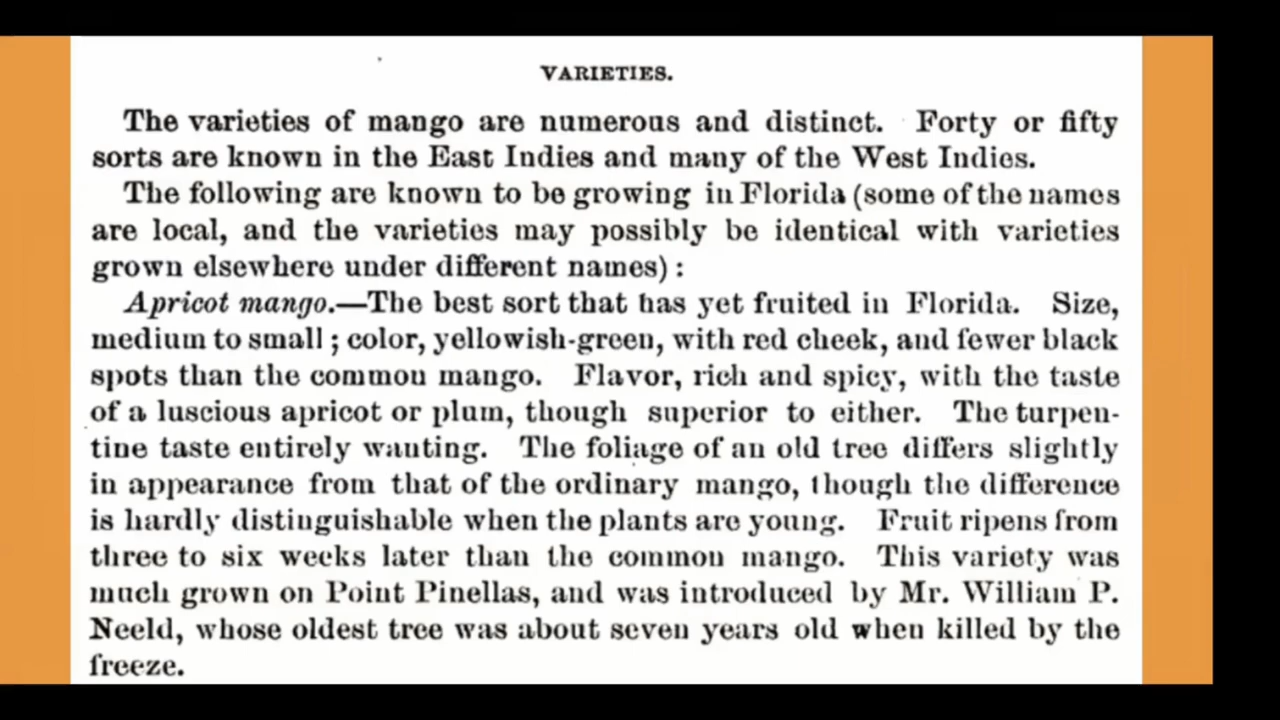 VARIETIES.
The varieties of mango are numerous and distinct. Forty or fifty
sorts are known in the East Indies and many of the West Indies.
The following are known to be growing in Florida (some of the names
are local, and the varieties may possibly be identical with varieties
grown elsewhere under different names) :
Apricot mango.—The best sort that has yet fruited in Florida. Size,
medium to small ; color, yellowish-green, with red cheek, and fewer black
spots than the common mango. Flavor, rich and spicy, with the taste
of a luscious apricot or plum, though superior to either. The turpen-
tine taste entirely wanting. The foliage of an old tree differs slightly
in appearance from that of the ordinary mango, though the difference
is hardly distinguishable when the plants are young. Fruit ripens from
three to six weeks later than the common mango. This variety was
much grown on Point Pinellas, and was introduced by Mr. William P.
Neeld, whose oldest tree was about seven years old when killed by the
freeze.